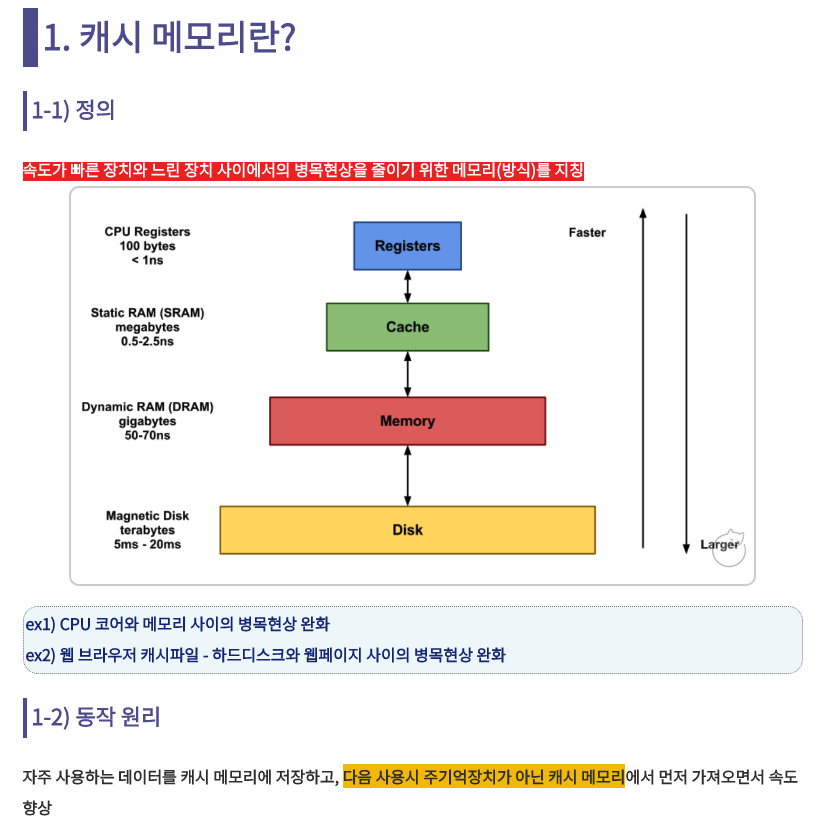 1. 캐시 메모리란?
1-1) 정의
속도가 빠른 장치와 느린 장치 사이에서의 병목현상을 줄이기 위한 메모리(방식)를 지칭
CPU Registers
100 bytes
< 1ns
Registers
Faster
Static RAM (SRAM)
megabytes
0.5-2.5ns
Cache
Dynamic RAM (DRAM)
gigabytes
50-70ns
Memory
Magnetic Disk
terabytes
5ms - 20ms
Disk
Larger
ex1) CPU 코어와 메모리 사이의 병목현상 완화
ex2) 웹 브라우저 캐시파일 - 하드디스크와 웹페이지 사이의 병목현상 완화
1-2) 동작 원리
자주 사용하는 데이터를 캐시 메모리에 저장하고, 다음 사용시 주기억장치가 아닌 캐시 메모리에서 먼저 가져오면서 속도
향상